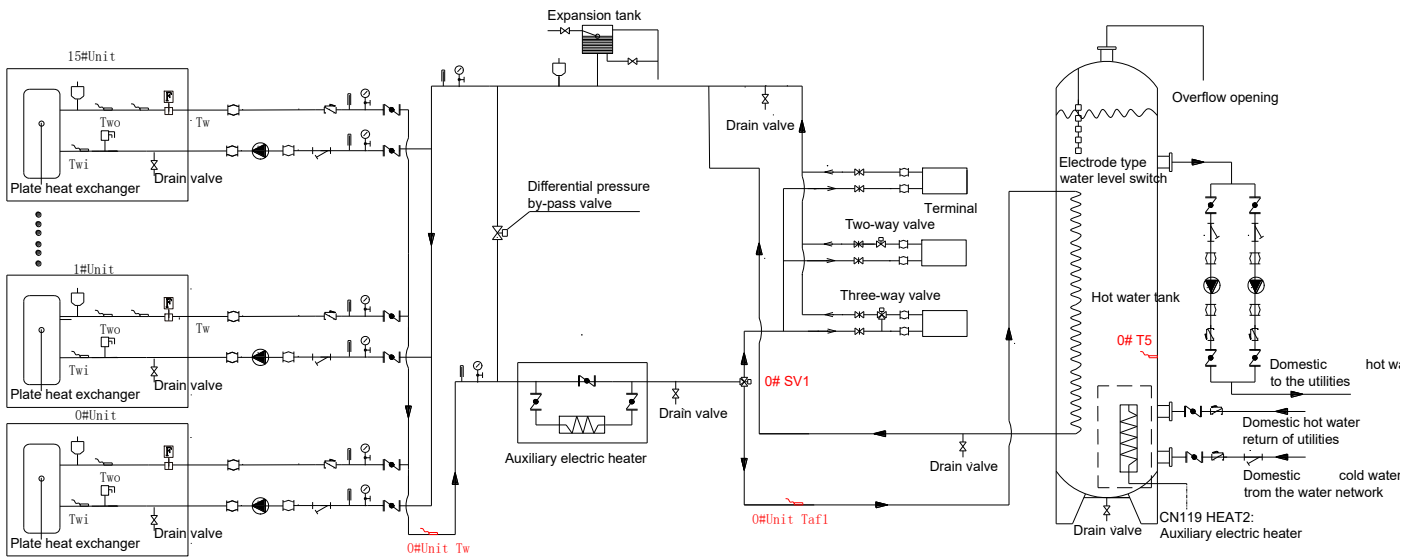 Expansion tank
15#Unit
F
Two
Tw
Twi
Drain valve
Plate heat exchanger
Drain valve
Overflow opening
Electrode type
water level switch
Differential pressure
by-pass valve
Terminal
Two-way valve
1#Unit
F
Two
Tw
Twi
Drain valve
Plate heat exchanger
Three-way valve
Hot water tank
0# T5
0# SV1
Drain valve
Auxiliary electric heater
Domestic
hot wa
to the utilities
0#Unit
F
Two
Twi
Drain valve
Plate heat exchanger
Drain valve
Domestic hot water
return of utilities
Domestic
cold water
trom the water network
0#Unit Tw
0#Unit Taf1
Drain valve
CN119 HEAT2:
Auxiliary electric heater